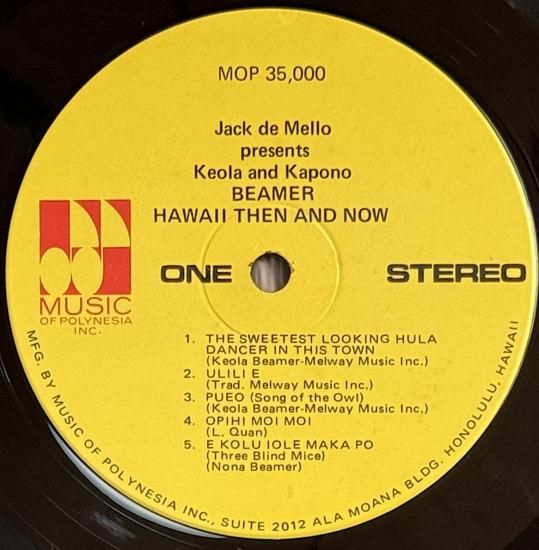 MOP 35,000
Jack de Mello
presents
Keola and Kapono
BEAMER
HAWAII THEN AND NOW
ONE
STEREO
MUSIC
OF POLYNESIA
INC.
1. THE SWEETEST LOOKING HULA
DANCER IN THIS TOWN
(Keola Beamer-Melway Music Inc.)
2. ULILI E
(Trad. Melway Music Inc.)
3. PUEO (Song of the Owl)
(Keola Beamer-Melway Music Inc.)
4. OPIHI MOI MOI
(L. Quan)
5. E KOLU IOLE MAKA PO
(Three Blind Mice)
(Nona Beamer)
MFG. BY MUSIC OF POLYNESIA INC., SUITE 2012 ALA MOANA BLDG. HONOLULU, HAWAII